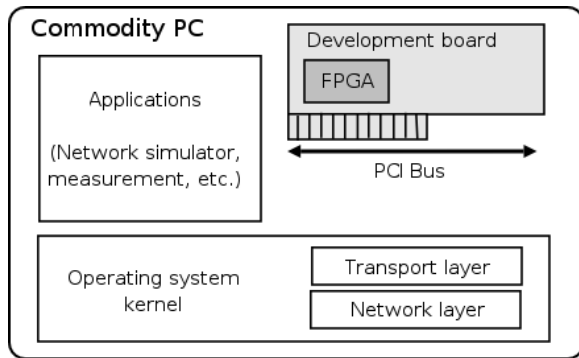 Commodity PC
Development board
FPGA
Applications
(Network simulator,
measurement, etc.)
PCI Bus
Operating system
kernel
Transport layer
Network layer